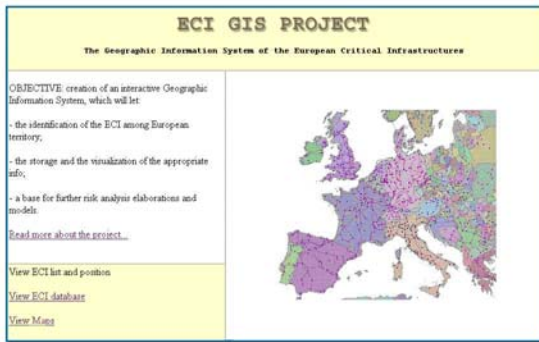 ECI GIS PROJECT
The Geographic Information System of the European Critical Infrastructures
OBJECTIVE: creation of an interactive Geographic
Information System, which will let:
- the identification of the ECI among European
territory;
- the storage and the visualization of the appropriate
info;
- a base for further risk analysis elaborations and
models.
Read more about the project...
View ECI list and position
View ECI database
View Maps